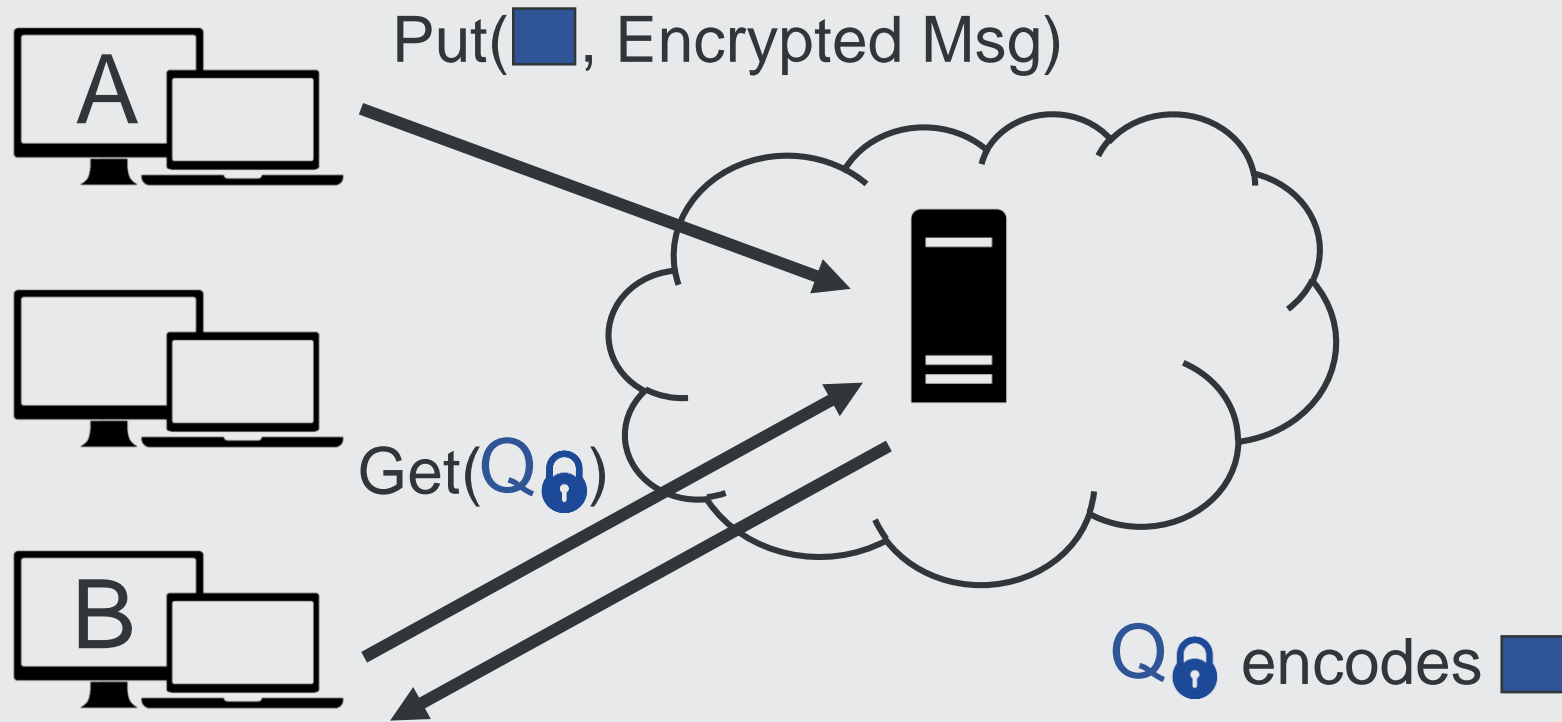 Put( , Encrypted Msg)
A
Get(Q )
B
Q encodes